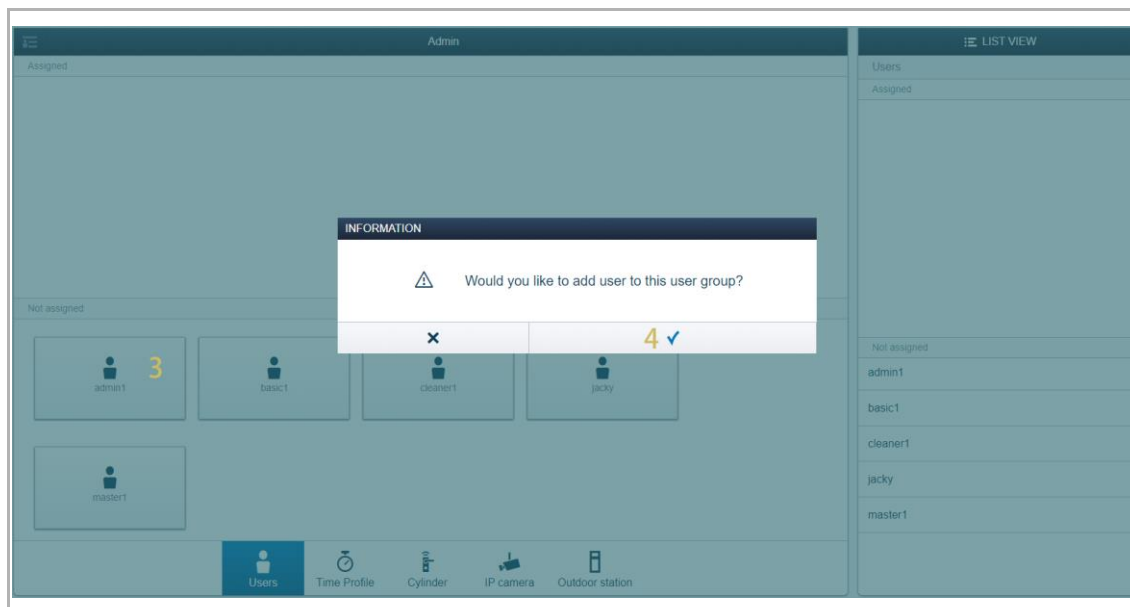 Admin
LIST VIEW
Assigned
Users
Assigned
INFORMATION
Would you like to add user to this user group?
4
Not assigned
Not assigned
3
admin1
basic1
cleaner1
jacky
master1
admin1
basic1
cleaner1
jacky
master1
Users
Time Profile
Cylinder
IP camera
Outdoor station